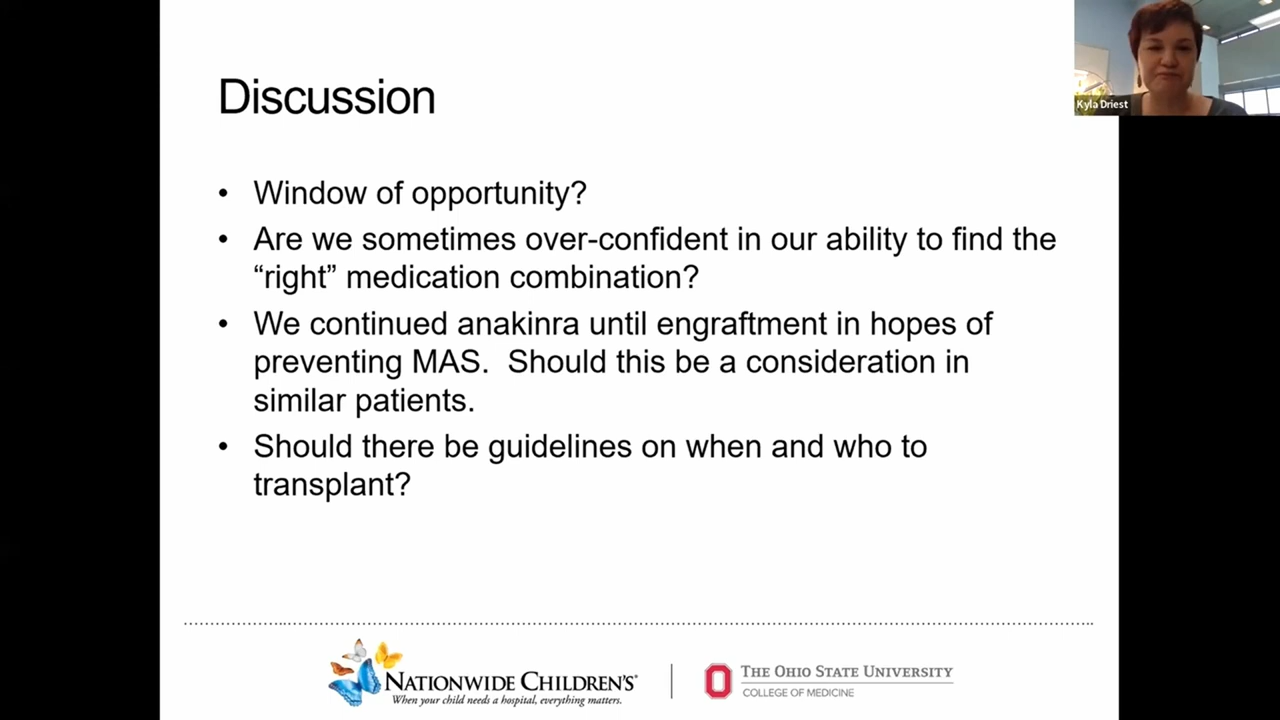 Kyla Driest
Discussion
• Window of opportunity?
• Are we sometimes over-confident in our ability to find the
“right” medication combination?
• We continued anakinra until engraftment in hopes of
preventing MAS.  Should this be a consideration in
similar patients.
• Should there be guidelines on when and who to
transplant?
NATIONWIDE CHILDREN'S®
When your child needs a hospital, everything matters.
THE OHIO STATE UNIVERSITY
COLLEGE OF MEDICINE